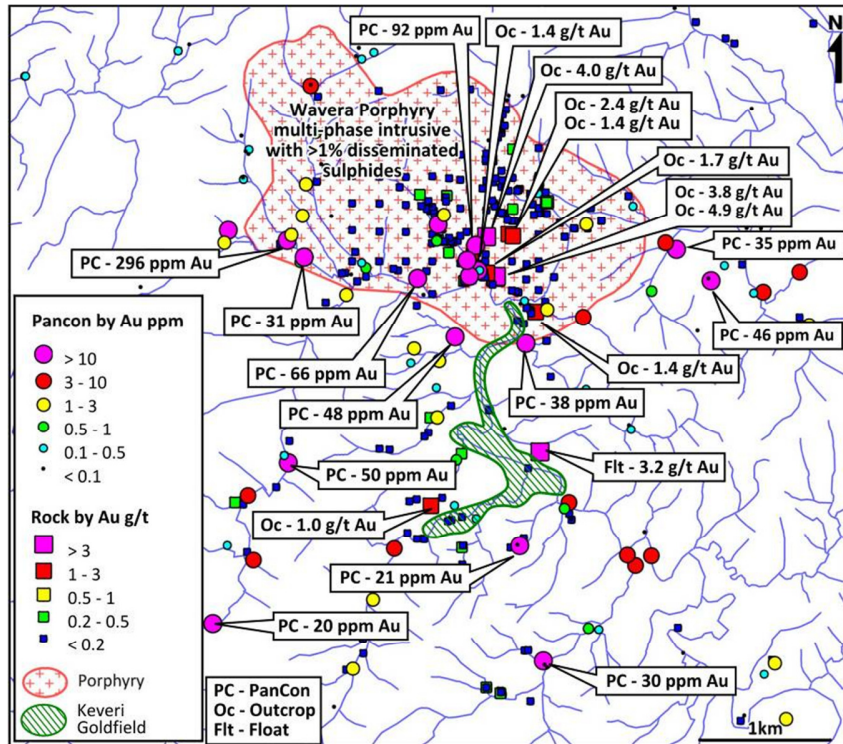 PC - 92 ppm Au
Oc - 1.4 g/t Au
N
Oc - 4.0 g/t Au
Oc - 2.4 g/t Au
Oc - 1.4 g/t Au
Wavera Porphyry
multi-phase intrusive
with >1% disseminated
sulphides
Oc - 1.7 g/t Au
Oc - 3.8 g/t Au
Oc - 4.9 g/t Au
PC - 296 ppm Au
PC - 35 ppm Au
PC - 31 ppm Au
PC - 46 ppm Au
PC - 66 ppm Au
Oc - 1.4 g/t Au
PC - 48 ppm Au
PC - 38 ppm Au
PC - 50 ppm Au
Flt - 3.2 g/t Au
Oc - 1.0 g/t Au
PC - 21 ppm Au
PC - 20 ppm Au
PC - 30 ppm Au
Pancon by Au ppm
> 10
3 - 10
1 - 3
0.5 - 1
0.1 - 0.5
< 0.1
Rock by Au g/t
> 3
1 - 3
0.5 - 1
0.2 - 0.5
< 0.2
Porphyry
Keveri
Goldfield
PC - PanCon
Oc - Outcrop
Flt - Float
1km